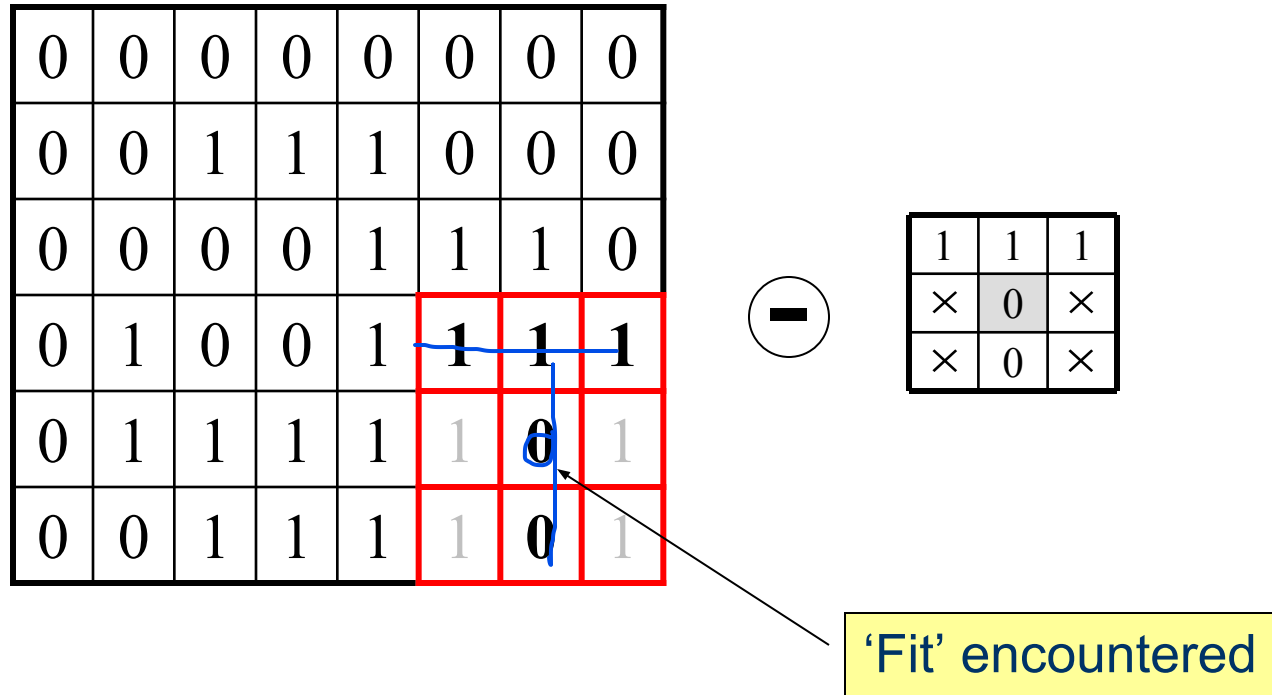 0 0 0 0 0 0 0 0
0 0 1 1 1 0 0 0
0 0 0 0 1 1 1 0
0 1 0 0 1 1 1 1
0 1 1 1 1 1 0 1
0 0 1 1 1 1 0 1
1 1 1
× 0 ×
× 0 ×
‘Fit’ encountered